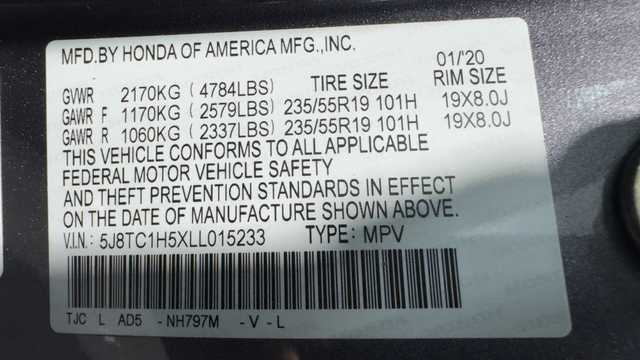 MFD.BY HONDA OF AMERICA MFG.,INC.
01/'20
GVWR 2170KG (4784LBS) TIRE SIZE RIM SIZE
GAWR F 1170KG (2579LBS) 235/55R19 101H 19X8.0J
GAWR R 1060KG (2337LBS) 235/55R19 101H 19X8.0J
THIS VEHICLE CONFORMS TO ALL APPLICABLE
FEDERAL MOTOR VEHICLE SAFETY
AND THEFT PREVENTION STANDARDS IN EFFECT
ON THE DATE OF MANUFACTURE SHOWN ABOVE.
V.I.N.: 5J8TC1H5XLL015233 TYPE: MPV
TJC L AD5 - NH797M - V - L